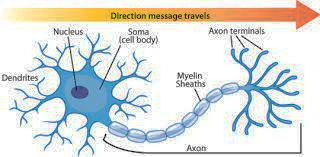 Direction message travels
Nucleus
Soma
(cell body)
Axon terminals
Dendrites
Myelin
Sheaths
Axon